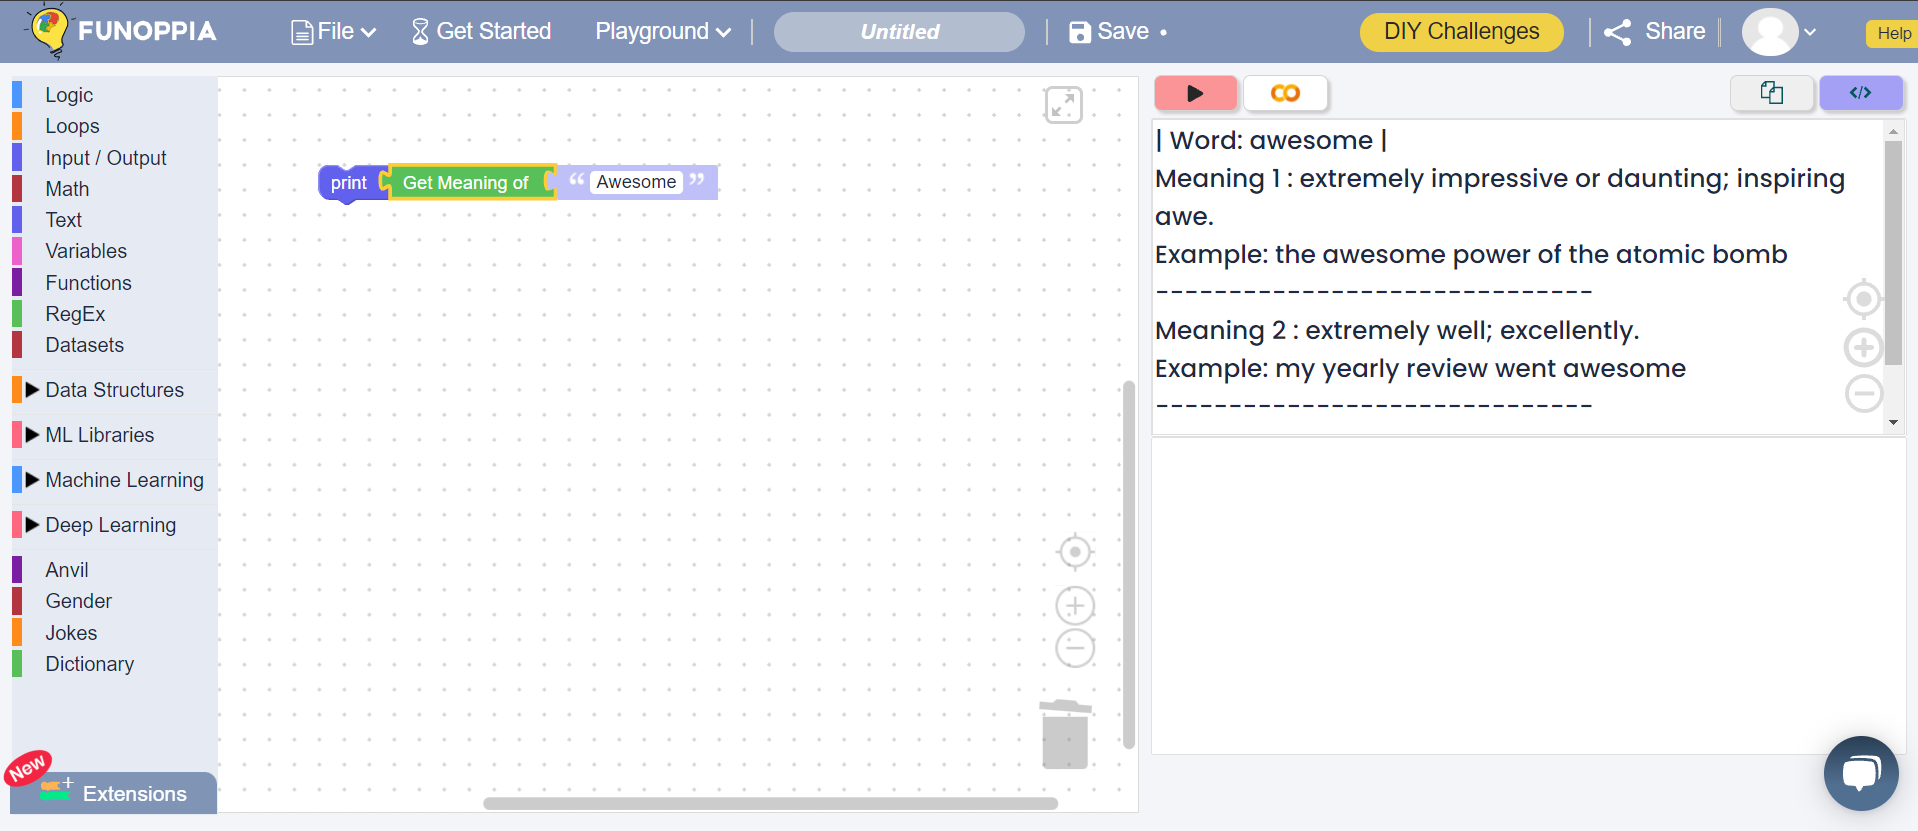 FUNOPPIA File Get Started Playground Untitled Save • DIY Challenges Share Help
Logic
Loops
Input / Output
Math
Text
Variables
Functions
RegEx
Datasets
Data Structures
ML Libraries
Machine Learning
Deep Learning
Anvil
Gender
Jokes
Dictionary
New
Extensions
print Get Meaning of “ Awesome ”
</>
| Word: awesome |
Meaning 1 : extremely impressive or daunting; inspiring
awe.
Example: the awesome power of the atomic bomb
------------------------------
Meaning 2 : extremely well; excellently.
Example: my yearly review went awesome
------------------------------